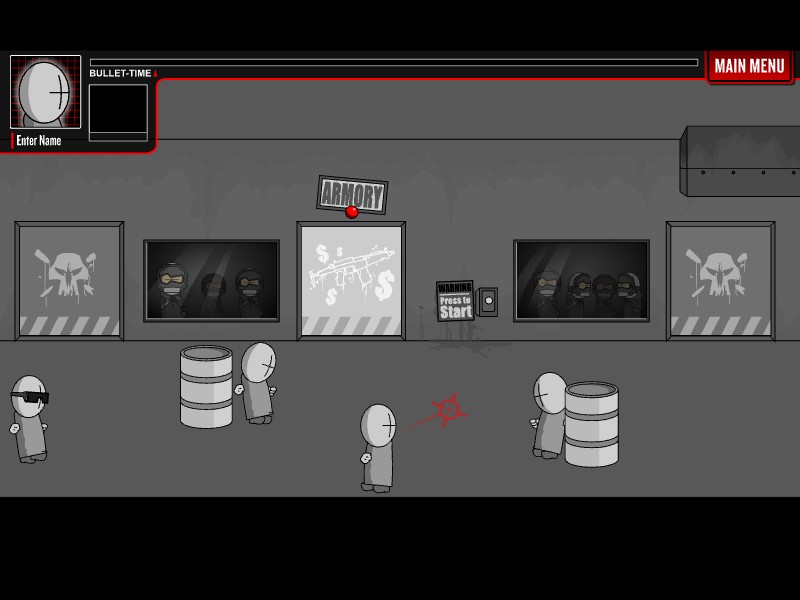 BULLET-TIME
MAIN MENU
Enter Name
ARMORY
$ $
$ $
WARNING
Press to
Start